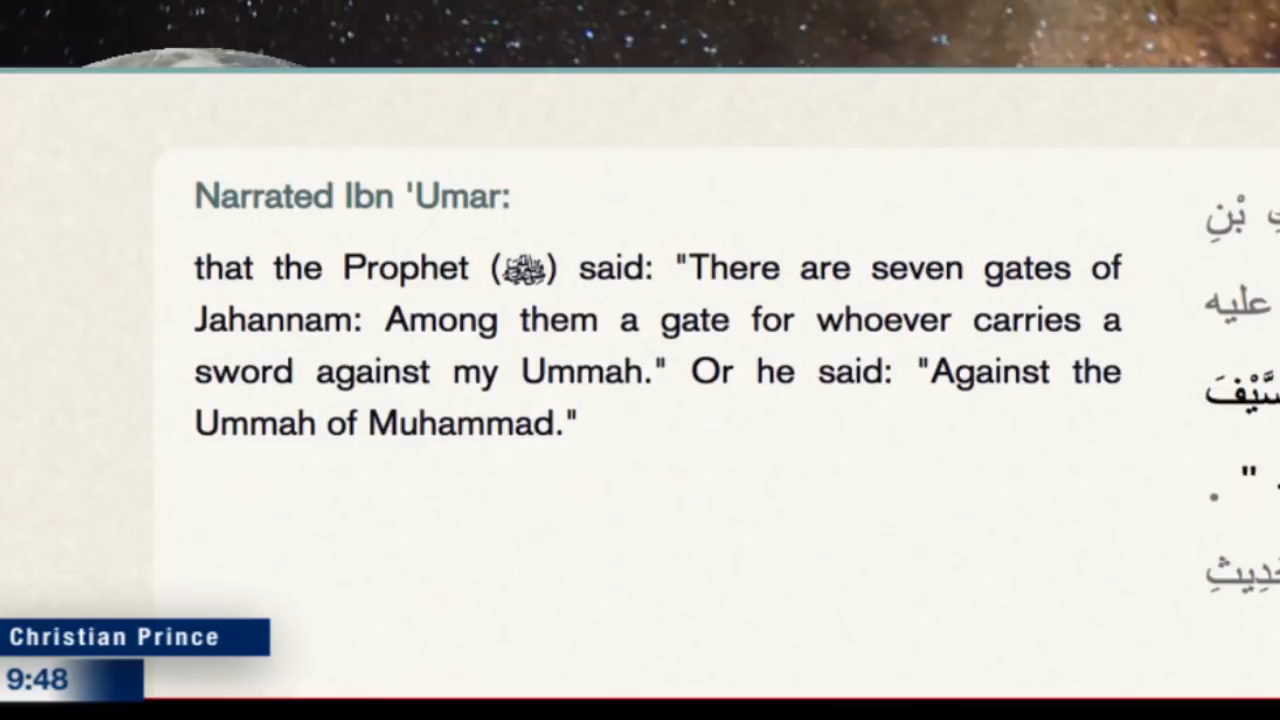 Narrated Ibn 'Umar:
that the Prophet (ﷺ) said: "There are seven gates of
Jahannam: Among them a gate for whoever carries a
sword against my Ummah." Or he said: "Against the
Ummah of Muhammad."
بْنِ
عليه
" .
Christian Prince
9:48